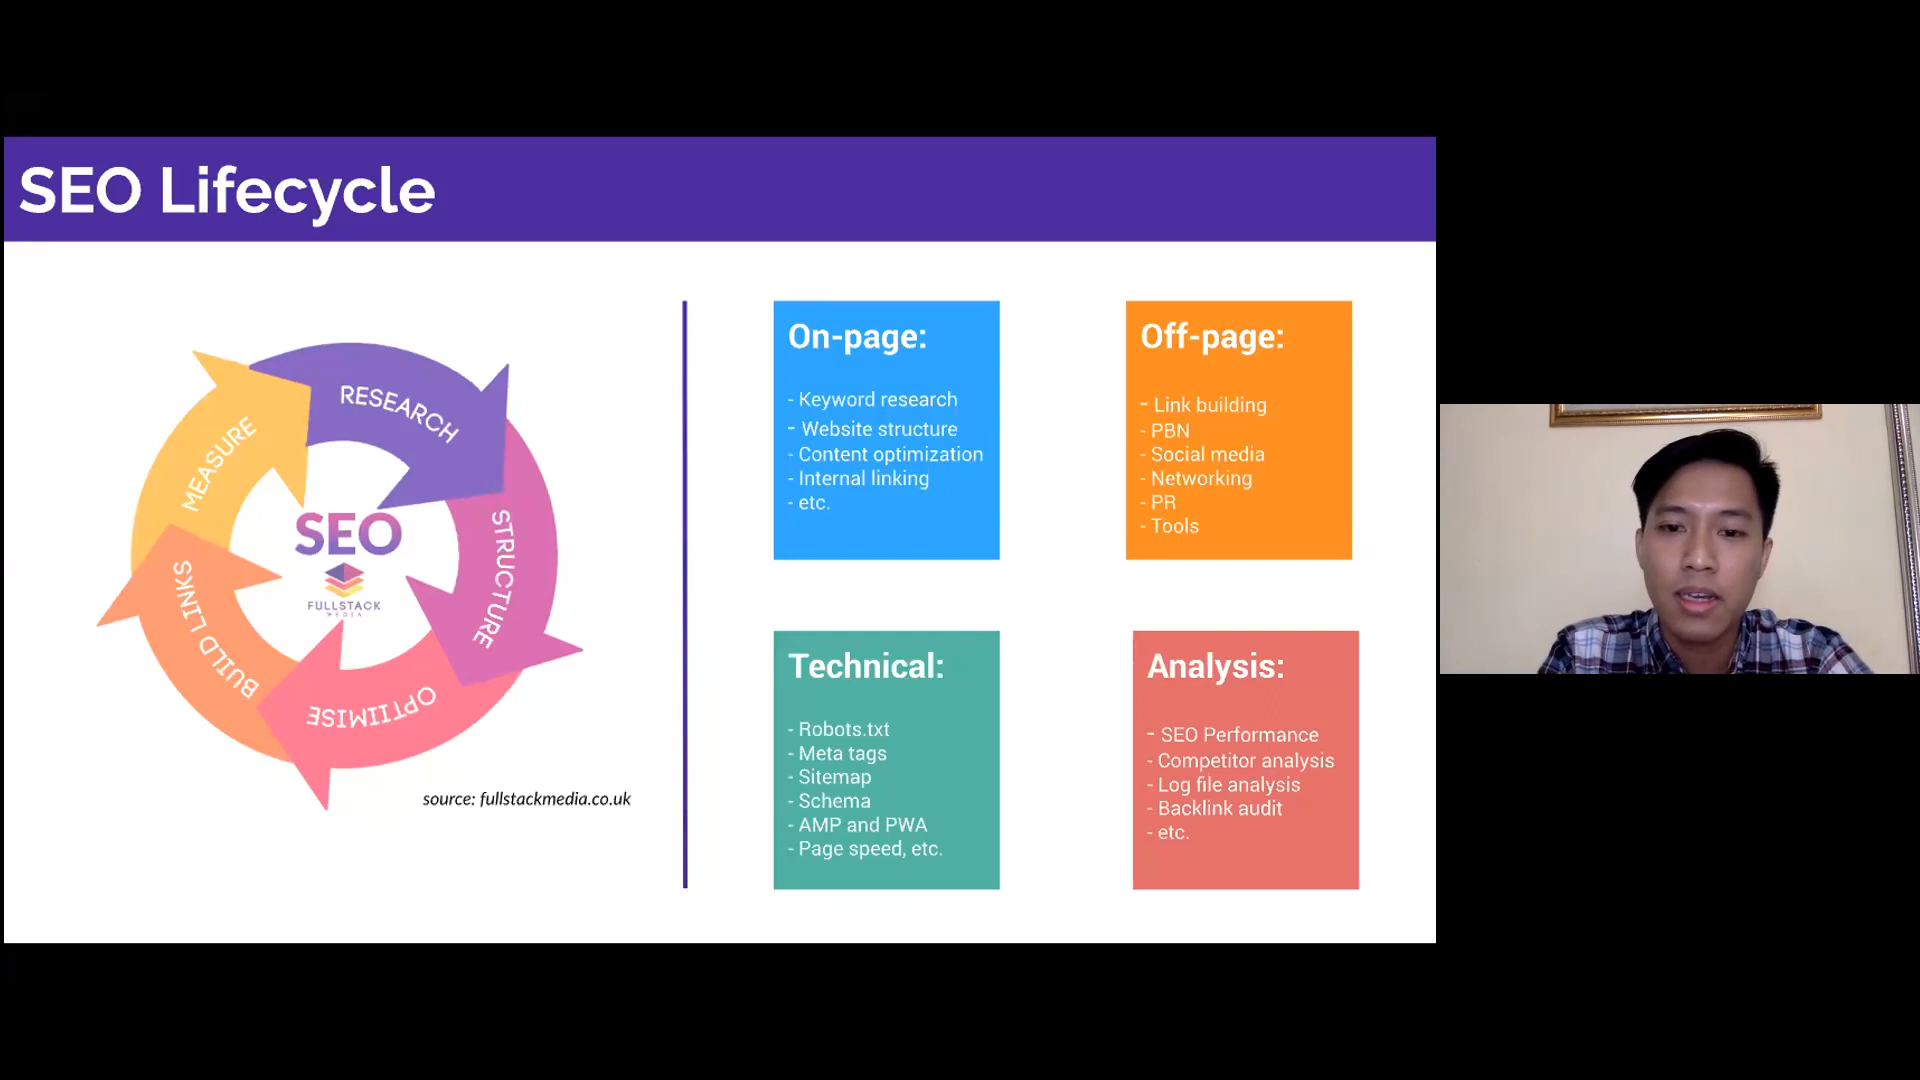 SEO Lifecycle
RESEARCH
STRUCTURE
OPTIIMISE
BUILD LINKS
MEASURE
SEO
FULLSTACK
MEDIA
source: fullstackmedia.co.uk
On-page:
- Keyword research
- Website structure
- Content optimization
- Internal linking
- etc.
Off-page:
- Link building
- PBN
- Social media
- Networking
- PR
- Tools
Technical:
- Robots.txt
- Meta tags
- Sitemap
- Schema
- AMP and PWA
- Page speed, etc.
Analysis:
- SEO Performance
- Competitor analysis
- Log file analysis
- Backlink audit
- etc.